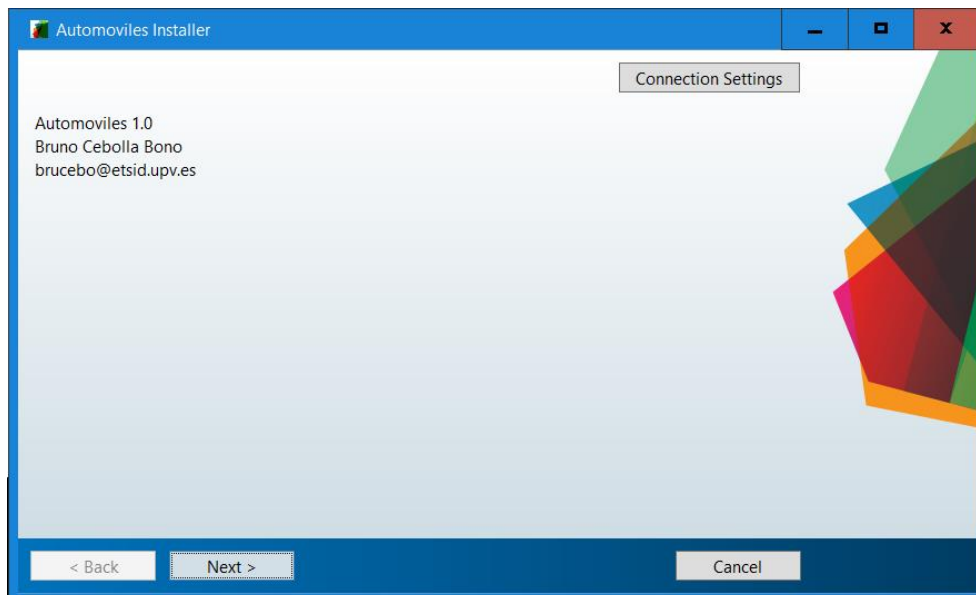 Automoviles Installer
Connection Settings
Automoviles 1.0
Bruno Cebolla Bono
brucebo@etsid.upv.es
< Back
Next >
Cancel